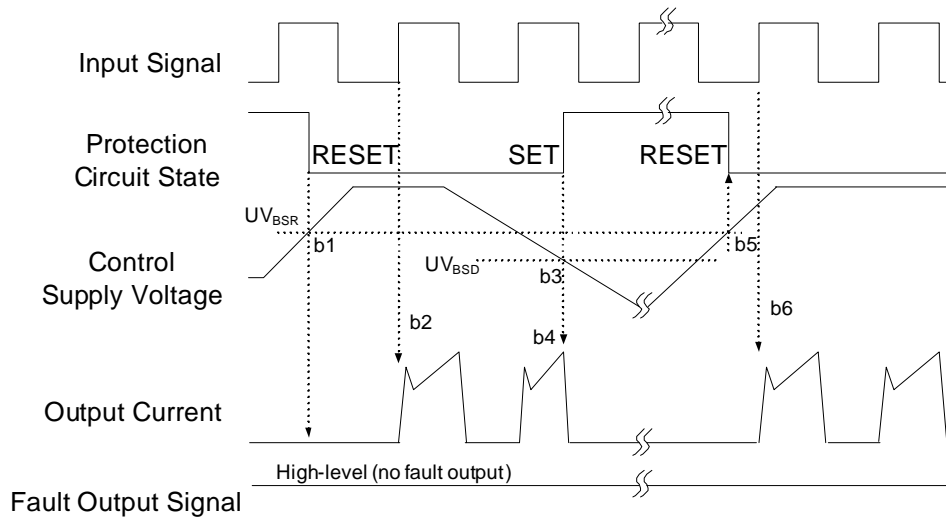 Input Signal
Protection
Circuit State
RESET
SET
RESET
UVBSR
b1
b5
UVBSD
b3
Control
Supply Voltage
b2
b4
b6
Output Current
High-level (no fault output)
Fault Output Signal